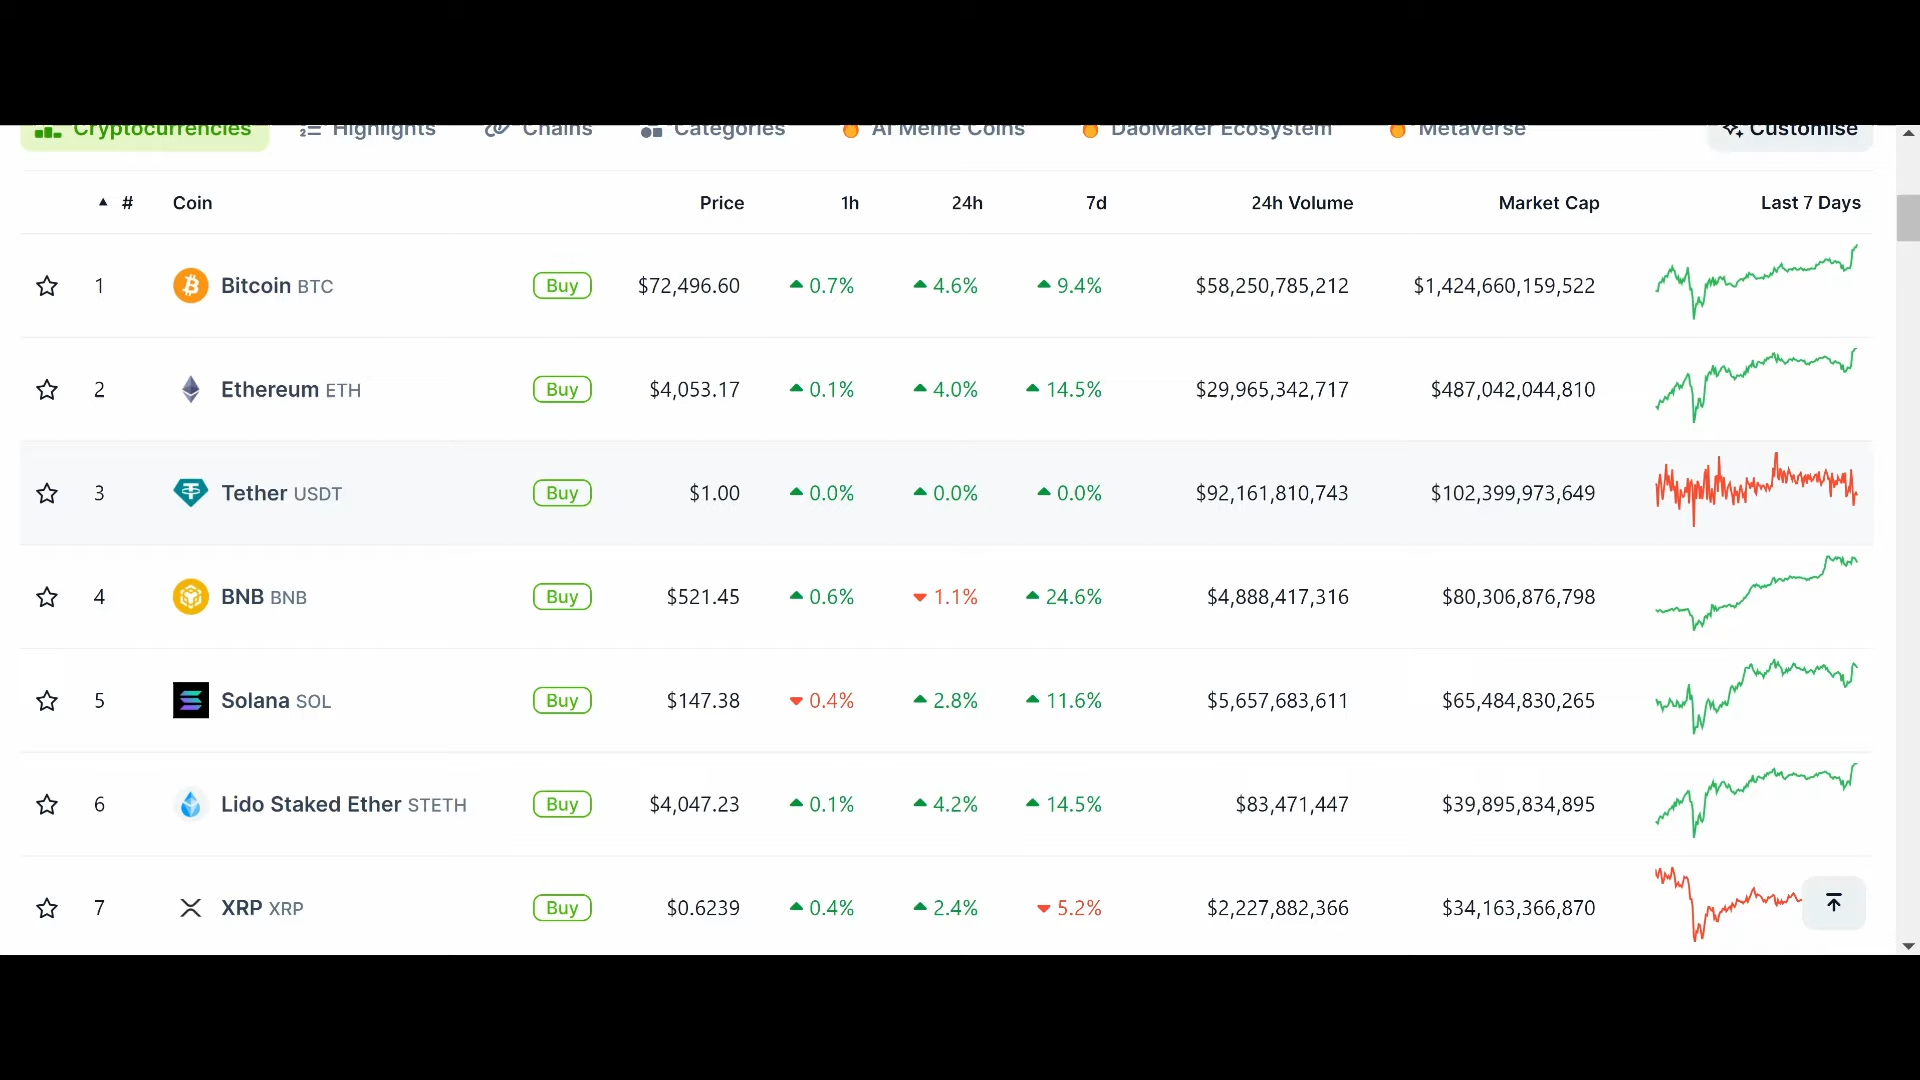 Cryptocurrencies Highlights Chains Categories AI Meme Coins DaoMaker Ecosystem Metaverse Customise
# Coin Price 1h 24h 7d 24h Volume Market Cap Last 7 Days
1 Bitcoin BTC Buy $72,496.60 0.7% 4.6% 9.4% $58,250,785,212 $1,424,660,159,522
2 Ethereum ETH Buy $4,053.17 0.1% 4.0% 14.5% $29,965,342,717 $487,042,044,810
3 Tether USDT Buy $1.00 0.0% 0.0% 0.0% $92,161,810,743 $102,399,973,649
4 BNB BNB Buy $521.45 0.6% 1.1% 24.6% $4,888,417,316 $80,306,876,798
5 Solana SOL Buy $147.38 0.4% 2.8% 11.6% $5,657,683,611 $65,484,830,265
6 Lido Staked Ether STETH Buy $4,047.23 0.1% 4.2% 14.5% $83,471,447 $39,895,834,895
7 XRP XRP Buy $0.6239 0.4% 2.4% 5.2% $2,227,882,366 $34,163,366,870